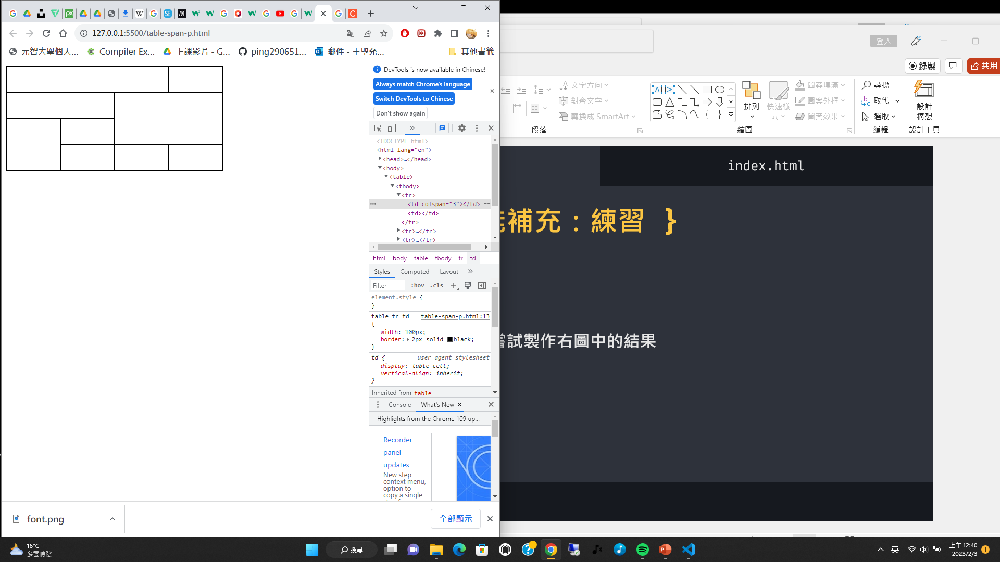 127.0.0.1:5500/table-span-p.html
元智大學個人...
Compiler Ex...
上課影片 - G...
ping290651...
郵件 - 王聖允...
其他書籤
DevTools is now available in Chinese!
Always match Chrome's language
Switch DevTools to Chinese
Don't show again
<!DOCTYPE html>
<html lang="en">
<head>…</head>
<body>
<table>
<tbody>
<tr>
<td colspan="3"></td> ==
<td></td>
</tr>
<tr>…</tr>
<tr>…</tr>
html body table tbody tr td
Styles Computed Layout
Filter :hov .cls
element.style {
}
table tr td table-span-p.html:13
{
width: 100px;
border: 2px solid black;
}
td { user agent stylesheet
display: table-cell;
vertical-align: inherit;
}
Inherited from table
Console What's New
Highlights from the Chrome 109 up...
Recorder
panel
updates
New step
context menu,
option to
copy a single
font.png
全部顯示
登入
錄製
共用
文字方向
對齊文字
轉換成 SmartArt
段落
排列
快速樣
式
圖案填滿
圖案外框
圖案效果
繪圖
尋找
取代
選取
編輯
設計
構想
設計工具
index.html
補充：練習 }
嘗試製作右圖中的結果
16°C
多雲時陰
搜尋
英
上午 12:40
2023/2/3
1